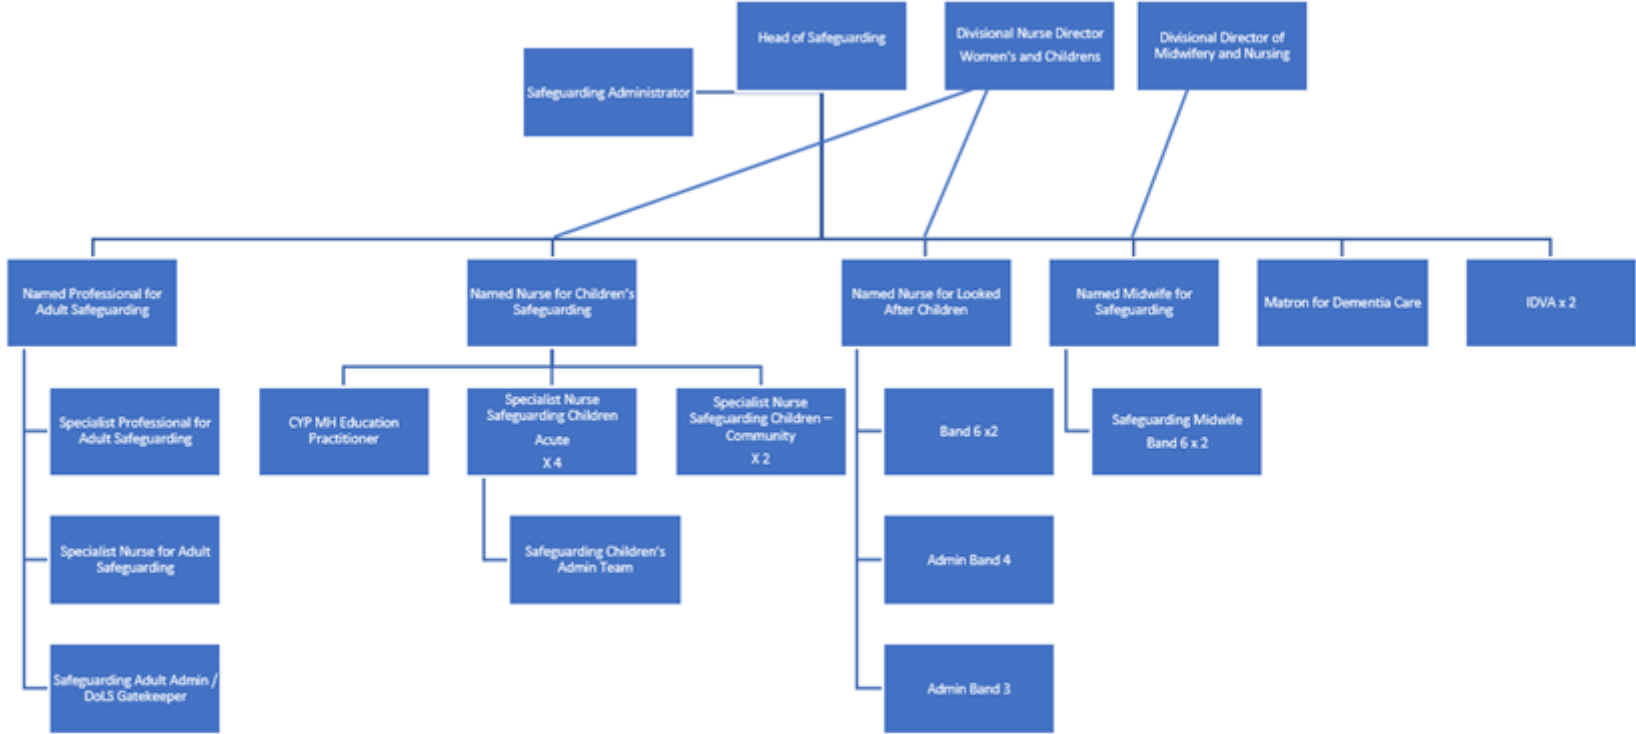 Head of Safeguarding
Divisional Nurse Director
Women's and Childrens
Divisional Director of
Midwifery and Nursing
Safeguarding Administrator
Named Professional for
Adult Safeguarding
Named Nurse for Children's
Safeguarding
Named Nurse for Looked
After Children
Named Midwife for
Safeguarding
Matron for Dementia Care
IDVA x 2
Specialist Professional for
Adult Safeguarding
CYP MH Education
Practitioner
Specialist Nurse
Safeguarding Children
Acute
X 4
Specialist Nurse
Safeguarding Children –
Community
X 2
Band 6 x2
Safeguarding Midwife
Band 6 x 2
Specialist Nurse for Adult
Safeguarding
Safeguarding Children's
Admin Team
Admin Band 4
Safeguarding Adult Admin /
DoLS Gatekeeper
Admin Band 3